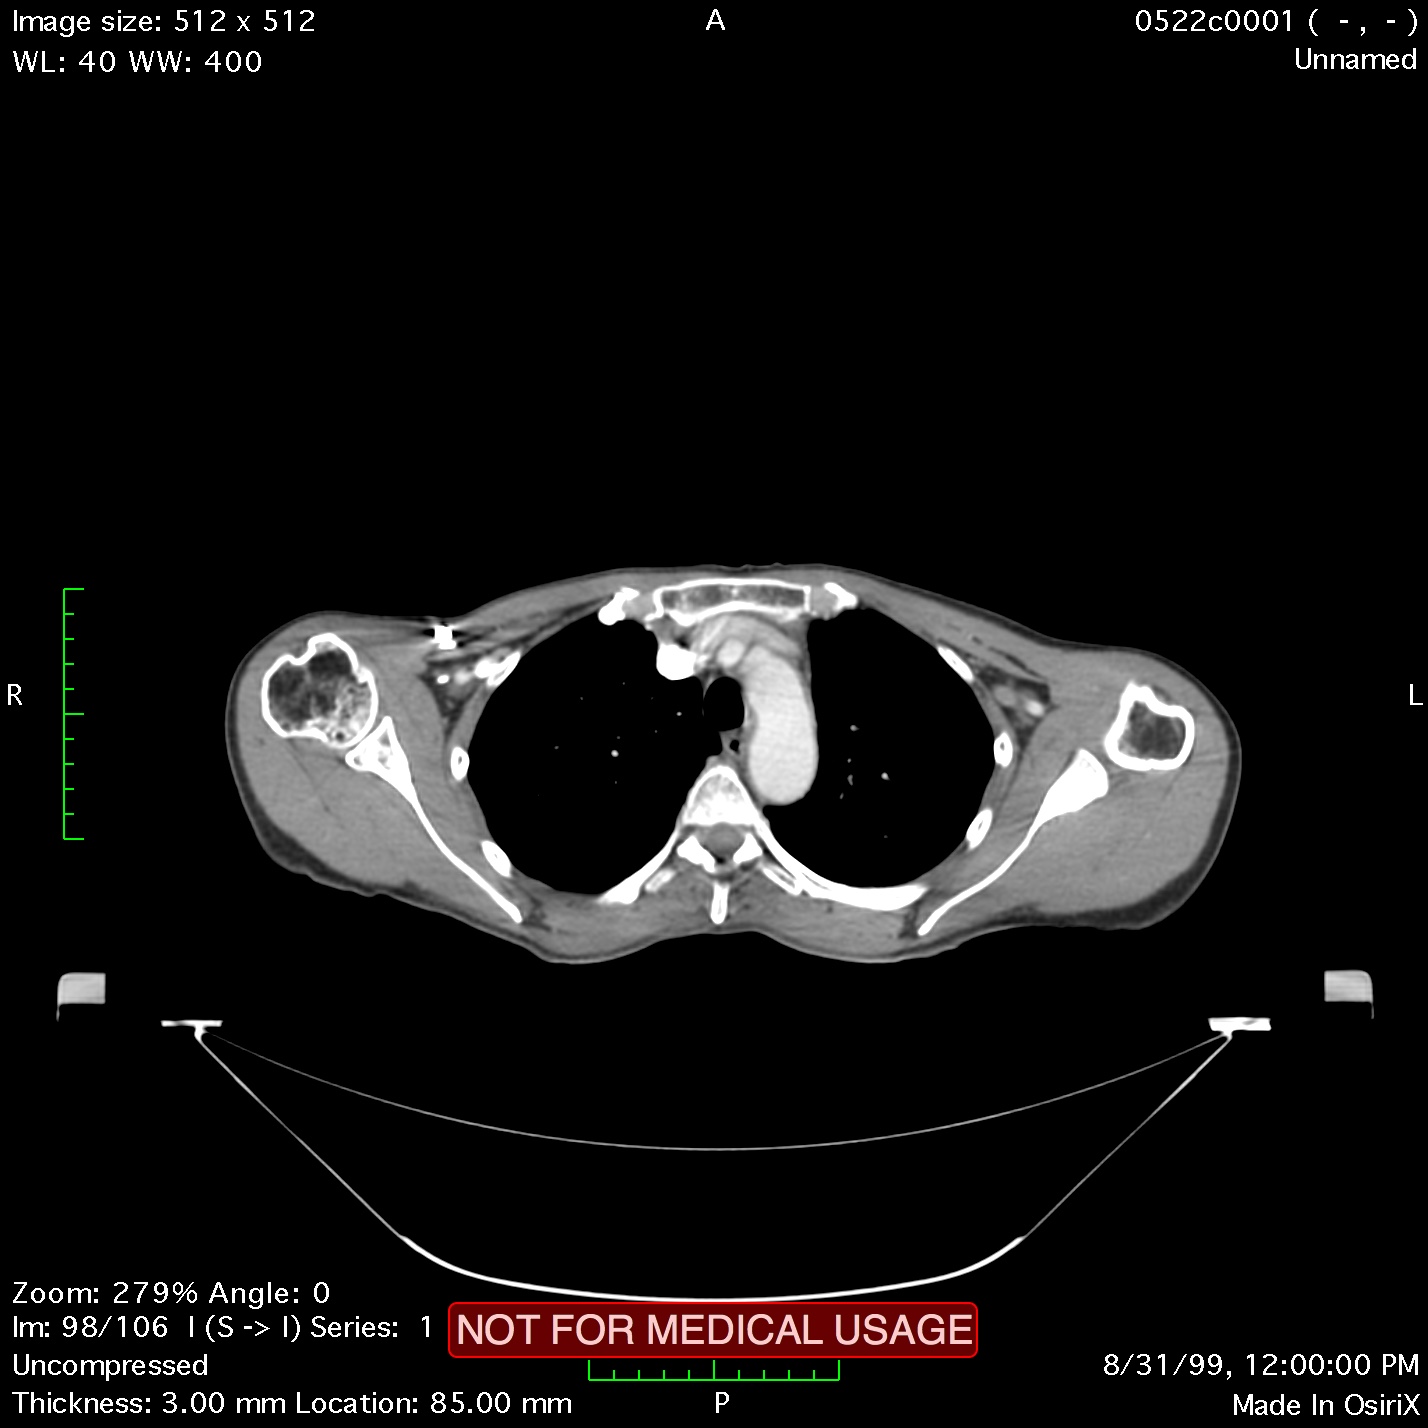 Image size: 512 x 512
WL: 40 WW: 400
A
0522c0001 ( - , - )
Unnamed
R
L
Zoom: 279% Angle: 0
Im: 98/106 I (S -> I) Series: 1
Uncompressed
Thickness: 3.00 mm Location: 85.00 mm
NOT FOR MEDICAL USAGE
P
8/31/99, 12:00:00 PM
Made In OsiriX